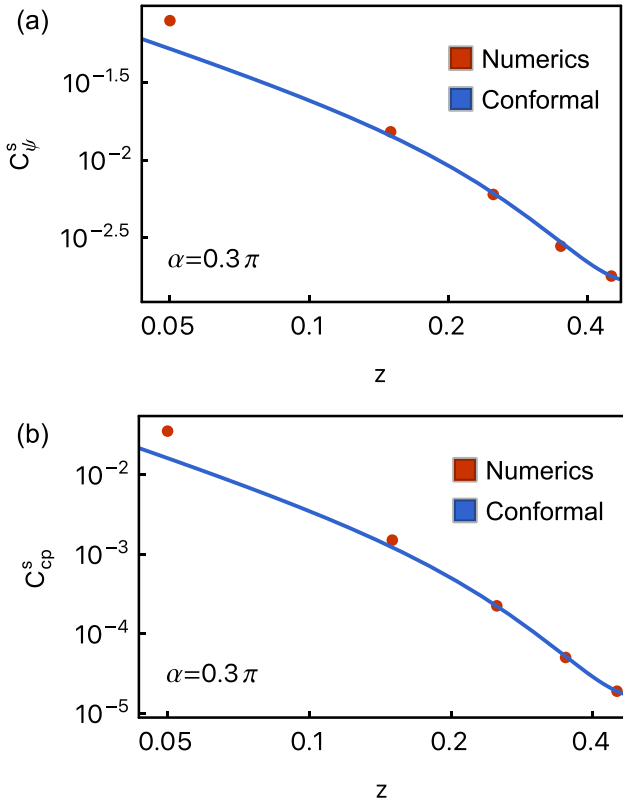 (a)
Numerics
Conformal
10^-1.5
10^-2
10^-2.5
C^s_ψ
α=0.3π
0.05 0.1 0.2 0.4
z
(b)
Numerics
Conformal
10^-2
10^-3
10^-4
10^-5
C^s_cp
α=0.3π
0.05 0.1 0.2 0.4
z